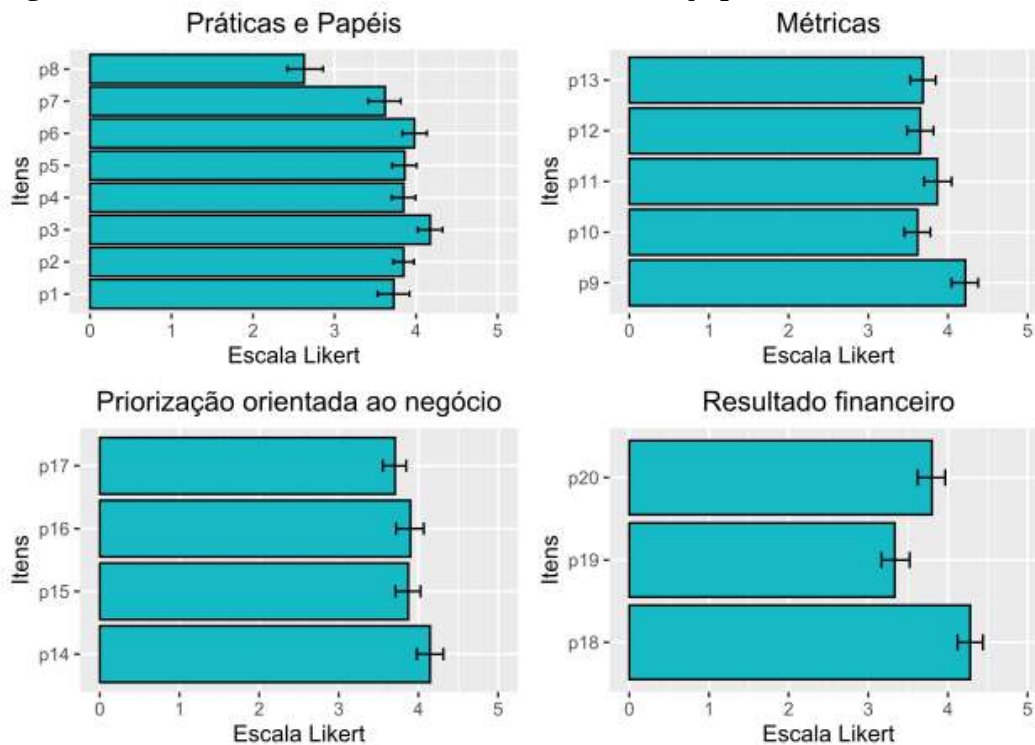 Práticas e Papéis
Itens
p8
p7
p6
p5
p4
p3
p2
p1
0 1 2 3 4 5
Escala Likert
Métricas
Itens
p13
p12
p11
p10
p9
0 1 2 3 4 5
Escala Likert
Priorização orientada ao negócio
Itens
p17
p16
p15
p14
0 1 2 3 4 5
Escala Likert
Resultado financeiro
Itens
p20
p19
p18
0 1 2 3 4 5
Escala Likert